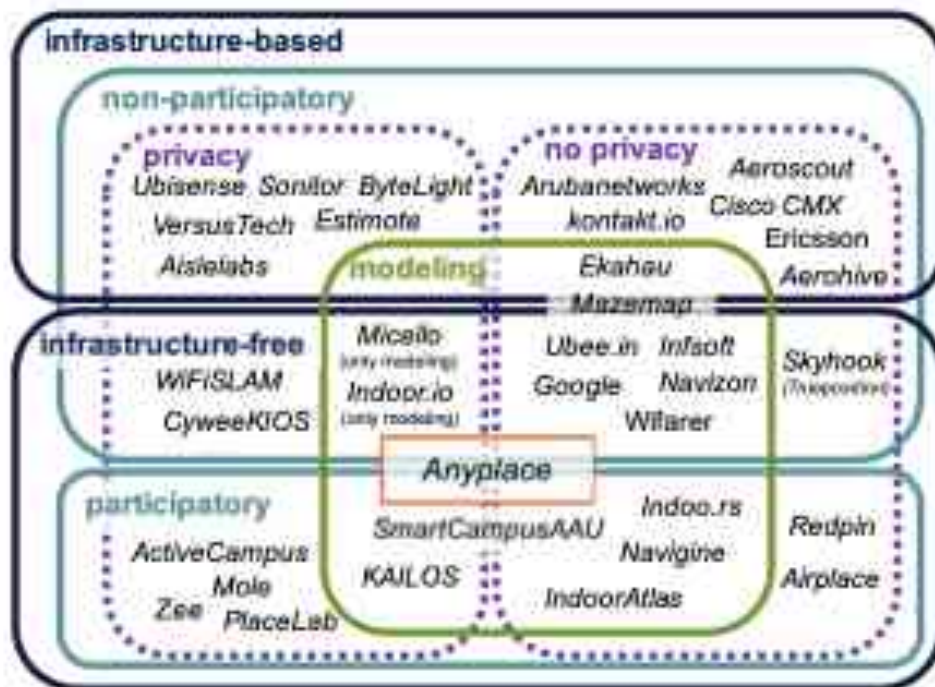 infrastructure-based
non-participatory
privacy
no privacy
Ubisense Sonitor ByteLight
VersusTech Estimote
Aislelabs
Arubanetworks
Aeroscout
kontakt.io
Cisco CMX
Ericsson
Aerohive
modeling
Ekahau
Mazemap
infrastructure-free
WiFiSLAM
CyweeKIOS
Micello
(only modeling)
Indoor.io
(only modeling)
Ubee.in Infsoft
Google Navizon
Wifarer
Skyhook
(Trueposition)
Anyplace
participatory
ActiveCampus
Mole
Zee PlaceLab
SmartCampusAAU
KAILOS
Indoo.rs
Navigine
IndoorAtlas
Redpin
Airplace